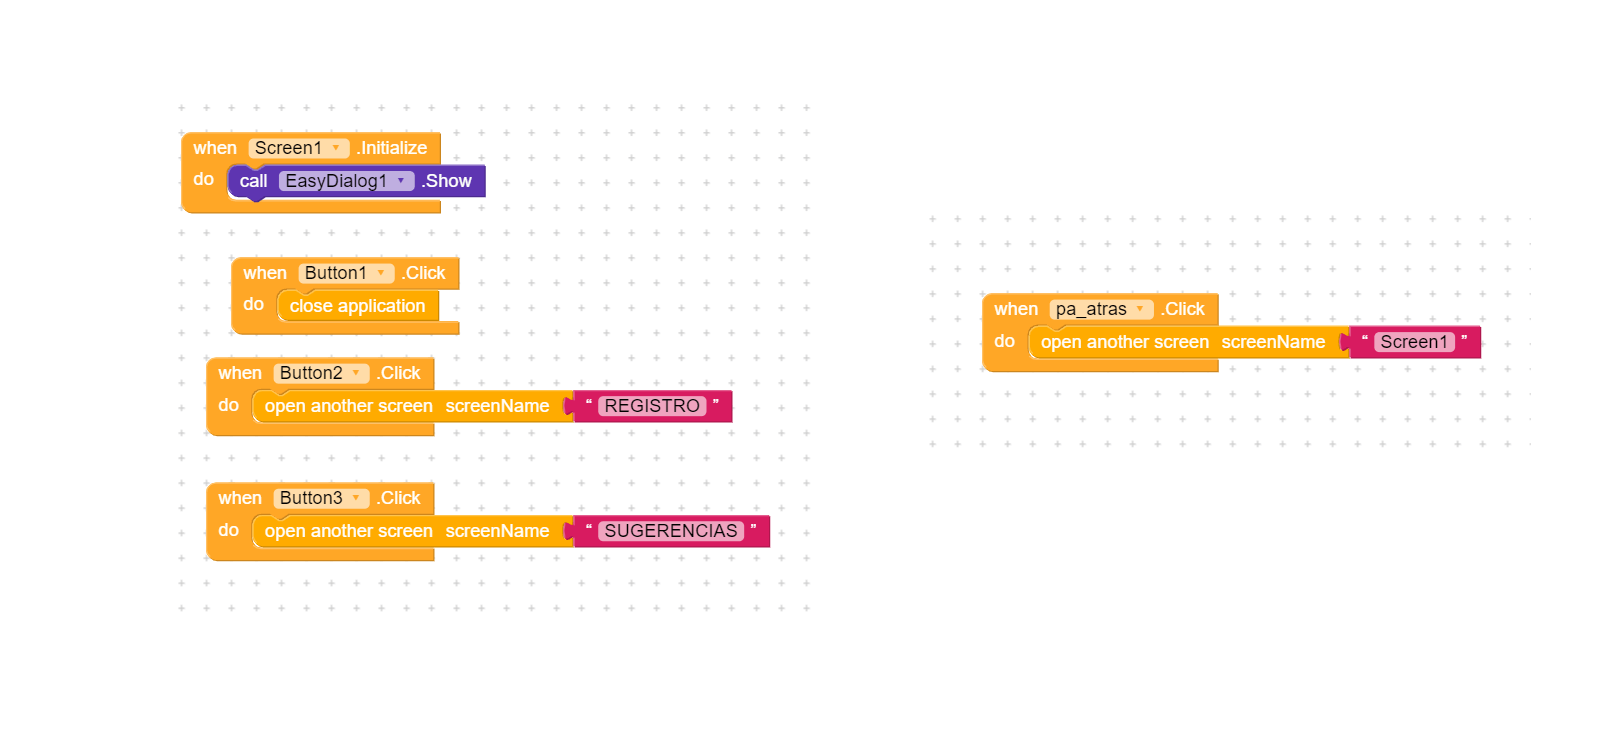 when Screen1 .Initialize
do call EasyDialog1 .Show
when Button1 .Click
do close application
when Button2 .Click
do open another screen screenName “ REGISTRO ”
when Button3 .Click
do open another screen screenName “ SUGERENCIAS ”
when pa_atras .Click
do open another screen screenName “ Screen1 ”